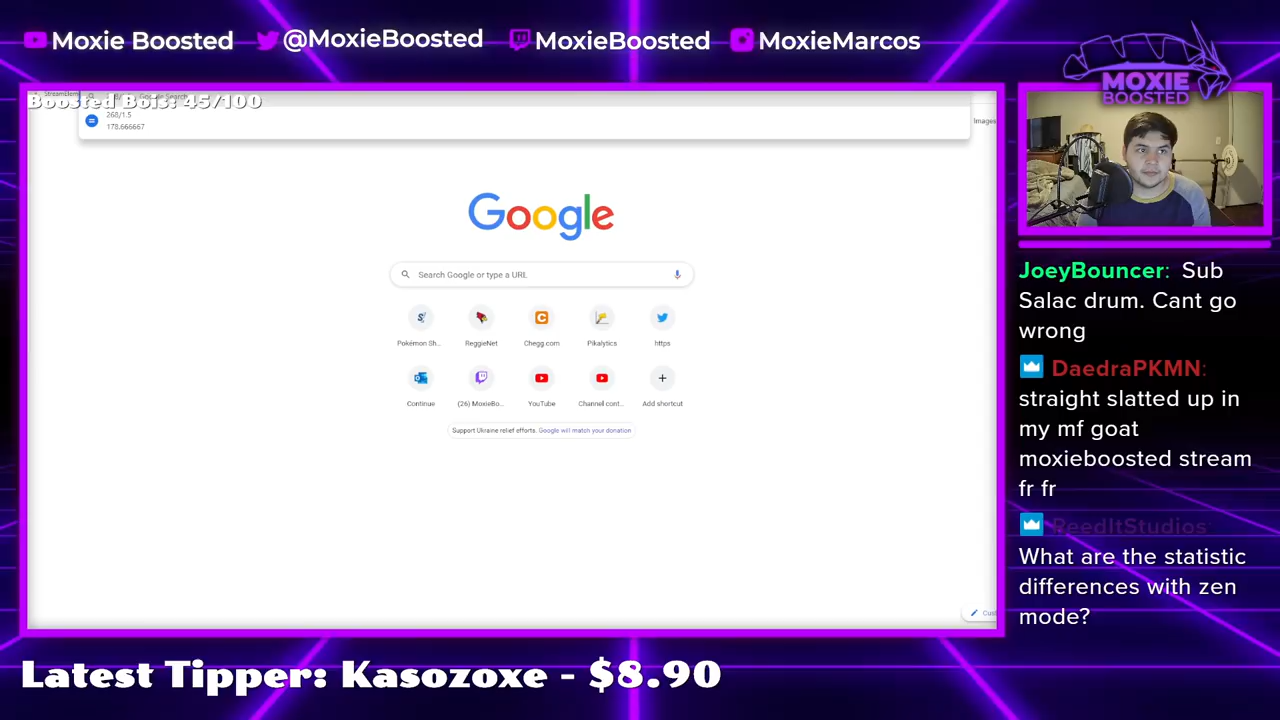 Moxie Boosted
@MoxieBoosted
MoxieBoosted
MoxieMarcos
MOXIE
BOOSTED
Boosted Bois: 45/100
268/1.5
178.666667
Images
Google
Search Google or type a URL
Pokémon Sh...
ReggieNet
Chegg.com
Pikalytics
https
Continue
(26) MoxieBo...
YouTube
Channel cont...
Add shortcut
Support Ukraine relief efforts. Google will match your donation
JoeyBouncer: Sub
Salac drum. Cant go
wrong
DaedraPKMN:
straight slatted up in
my mf goat
moxieboosted stream
fr fr
ReedItStudios:
What are the statistic
differences with zen
mode?
Latest Tipper: Kasozoxe - $8.90